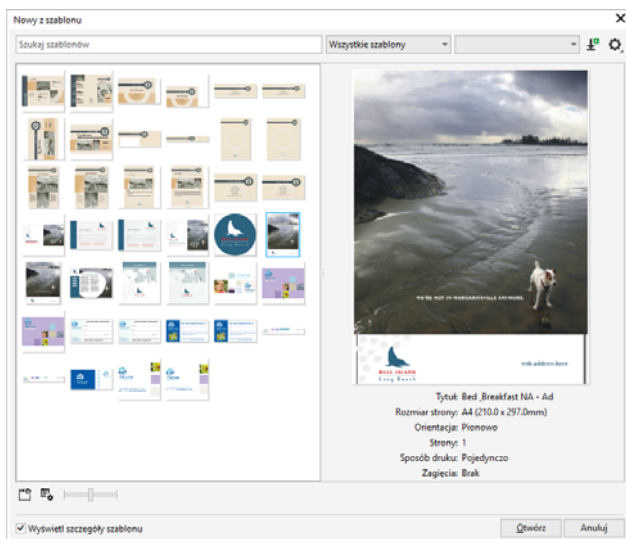 Nowy z szablonu
Szukaj szablonów
Wszystkie szablony
WE'RE NOT IN MARGARITAVILLE ANYMORE.
BELL ISLAND
Long Beach
web.address.here
Tytuł: Bed_Breakfast NA - Ad
Rozmiar strony: A4 (210.0 x 297.0mm)
Orientacja: Pionowo
Strony: 1
Sposób druku: Pojedynczo
Zagięcia: Brak
Wyświetl szczegóły szablonu
Otwórz
Anuluj